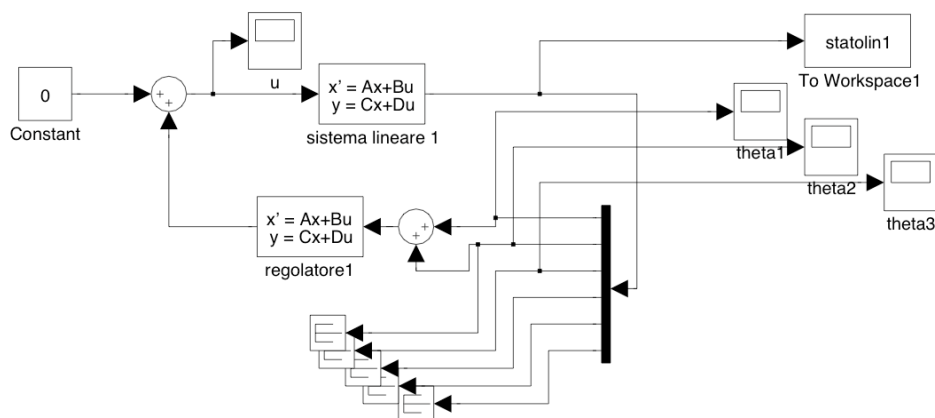 statolin1
To Workspace1
0
Constant
+
+
u
x' = Ax+Bu
y = Cx+Du
sistema lineare 1
theta1
theta2
theta3
x' = Ax+Bu
y = Cx+Du
regolatore1
+
+